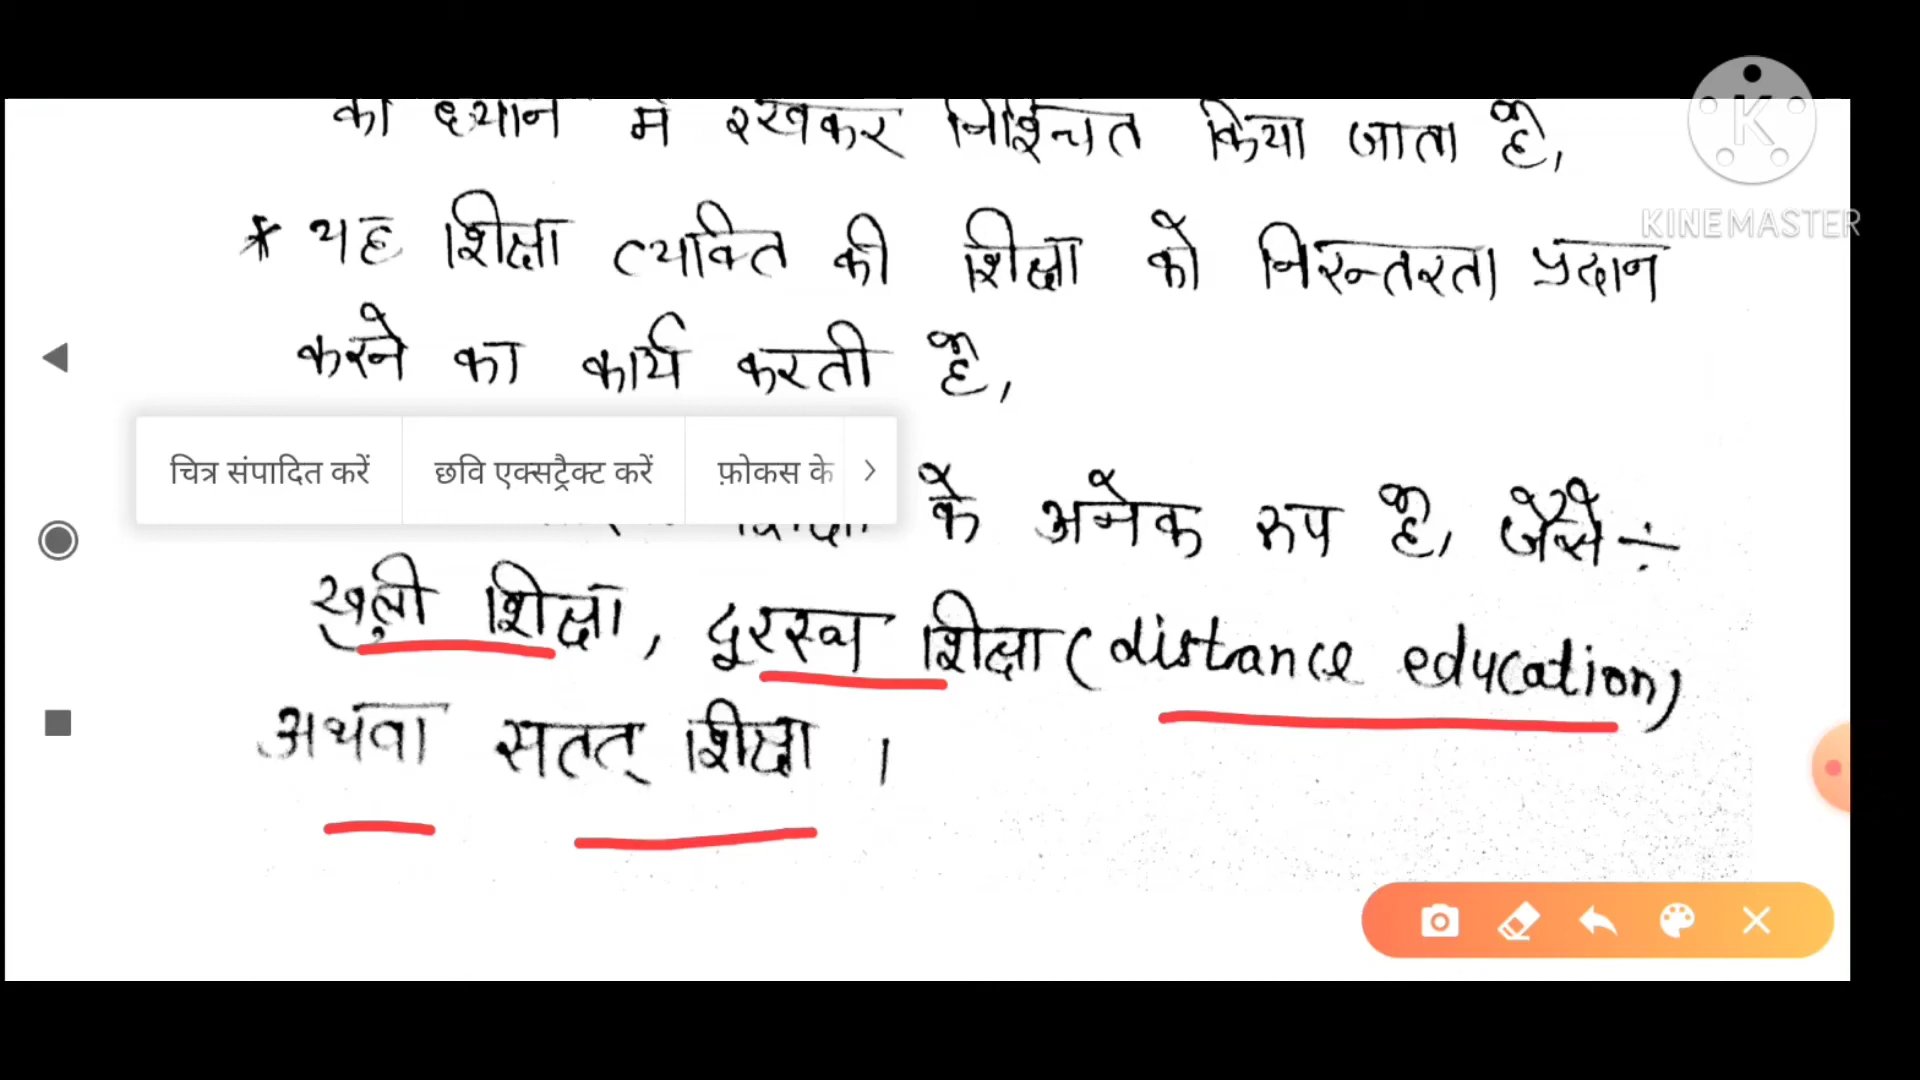 को ध्यान में रखकर निश्चित किया जाता है,
KINEMASTER
* यह शिक्षा व्यक्ति की शिक्षा को निरन्तरता प्रदान
करने का कार्य करती है,
चित्र संपादित करें छवि एक्सट्रैक्ट करें फ़ोकस के
के अनेक रूप है, जैसे ÷
खुली शिक्षा, दूरस्थ शिक्षा (distance education)
अथवा सतत् शिक्षा ।